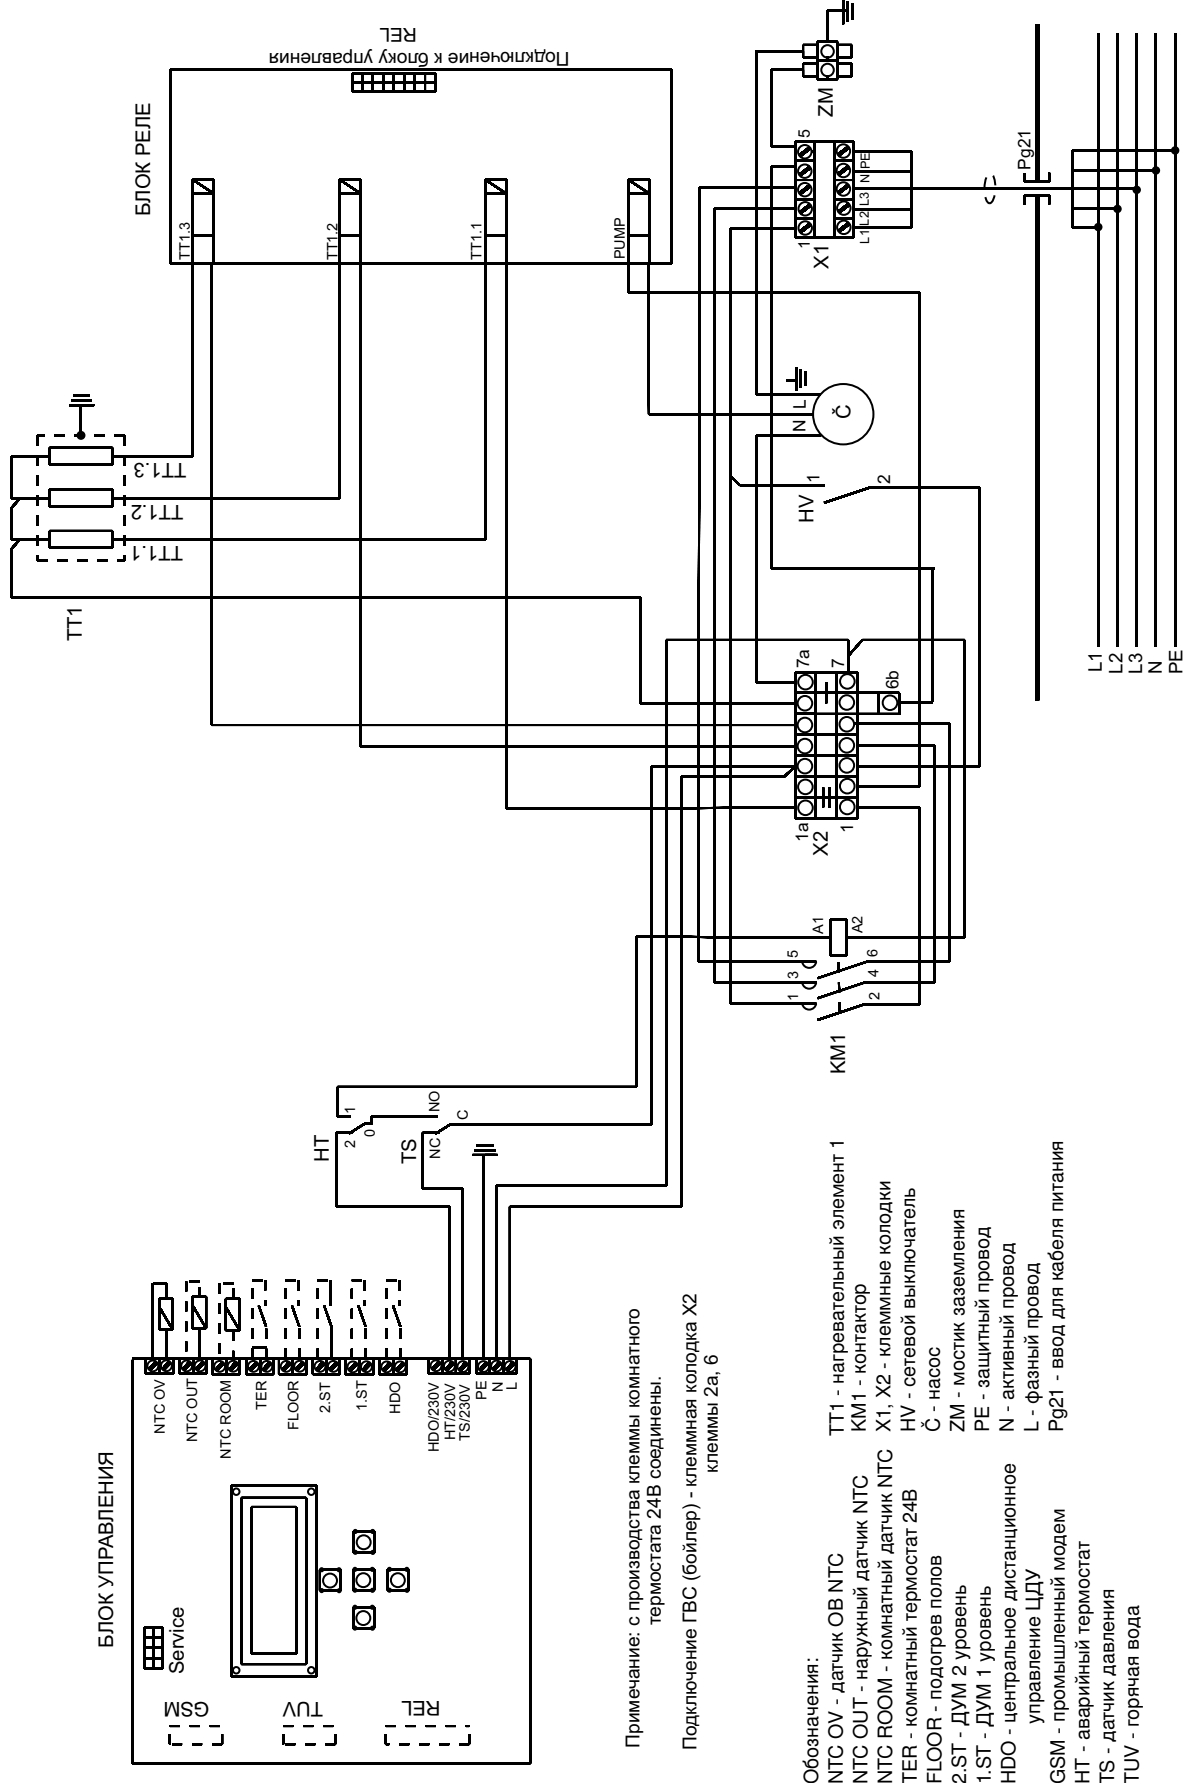 БЛОК УПРАВЛЕНИЯ
Service
GSM
TUV
REL
NTC OV
NTC OUT
NTC ROOM
TER
FLOOR
2.ST
1.ST
HDO
HDO/230V
HT/230V
TS/230V
PE
N
L
HT
2
1
0
TS
NC
NO
C
БЛОК РЕЛЕ
Подключение к блоку управления
REL
TT1.3
TT1.2
TT1.1
PUMP
TT1
TT1.1
TT1.2
TT1.3
KM1
1
3
5
2
4
6
A1
A2
X2
1a
7a
1
7
6b
HV
1
2
N
L
Č
X1
1
5
L1
L2
L3
N
PE
ZM
Pg21
L1
L2
L3
N
PE
Примечание: с производства клеммы комнатного
термостата 24В соединены.
Подключение ГВС (бойлер) - клеммная колодка X2
клеммы 2а, 6
Обозначения:
NTC OV - датчик ОВ NTC
NTC OUT - наружный датчик NTC
NTC ROOM - комнатный датчик NTC
TER - комнатный термостат 24В
FLOOR - подогрев полов
2.ST - ДУМ 2 уровень
1.ST - ДУМ 1 уровень
HDO - центральное дистанционное
управление ЦДУ
GSM - промышленный модем
HT - аварийный термостат
TS - датчик давления
TUV - горячая вода
TT1 - нагревательный элемент 1
KM1 - контактор
X1, X2 - клеммные колодки
HV - сетевой выключатель
Č - насос
ZM - мостик заземления
PE - защитный провод
N - активный провод
L - фазный провод
Pg21 - ввод для кабеля питания